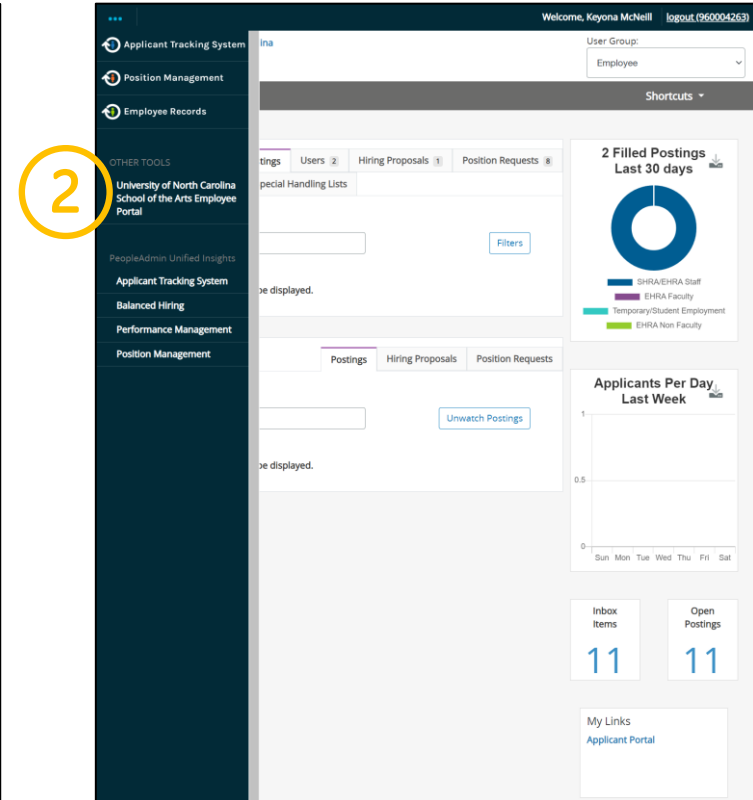 •••
Welcome, Keyona McNeill logout (960004263)
Applicant Tracking System
Position Management
Employee Records
OTHER TOOLS
2
University of North Carolina
School of the Arts Employee
Portal
PeopleAdmin Unified Insights
Applicant Tracking System
Balanced Hiring
Performance Management
Position Management
ina
User Group:
Employee
Shortcuts
tings Users 2 Hiring Proposals 1 Position Requests 8
pecial Handling Lists
Filters
be displayed.
Postings Hiring Proposals Position Requests
Unwatch Postings
be displayed.
2 Filled Postings
Last 30 days
SHRA/EHRA Staff
EHRA Faculty
Temporary/Student Employment
EHRA Non Faculty
Applicants Per Day
Last Week
1
0.5
0
Sun Mon Tue Wed Thu Fri Sat
Inbox
Items
11
Open
Postings
11
My Links
Applicant Portal